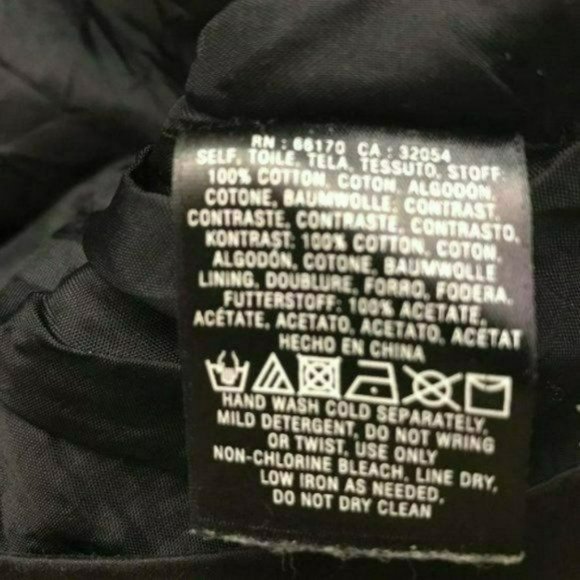 RN : 66170 CA : 32054
SELF, TOILE, TELA, TESSUTO, STOFF:
100% COTTON, COTON, ALGODÓN,
COTONE, BAUMWOLLE; CONTRAST,
CONTRASTE, CONTRASTE, CONTRASTO,
KONTRAST: 100% COTTON, COTON,
ALGODÓN, COTONE, BAUMWOLLE
LINING, DOUBLURE, FORRO, FODERA,
FUTTERSTOFF: 100% ACETATE,
ACÉTATE, ACETATO, ACETATO, ACETAT
HECHO EN CHINA
HAND WASH COLD SEPARATELY,
MILD DETERGENT, DO NOT WRING
OR TWIST, USE ONLY
NON-CHLORINE BLEACH, LINE DRY,
LOW IRON AS NEEDED,
DO NOT DRY CLEAN